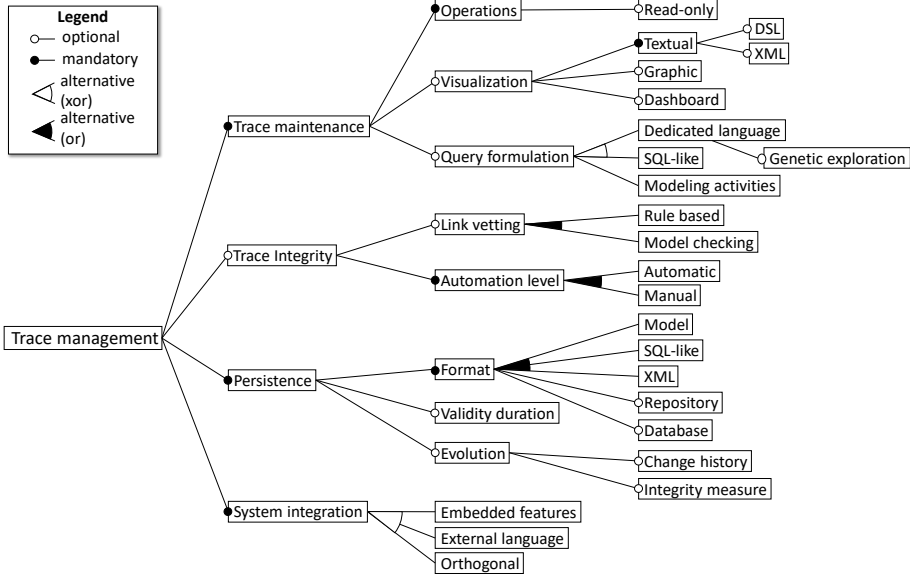 Legend
optional
mandatory
alternative
(xor)
alternative
(or)
Trace management
Trace maintenance
Operations
Read-only
Visualization
Textual
DSL
XML
Graphic
Dashboard
Query formulation
Dedicated language
Genetic exploration
SQL-like
Modeling activities
Trace Integrity
Link vetting
Rule based
Model checking
Automation level
Automatic
Manual
Persistence
Format
Model
SQL-like
XML
Repository
Database
Validity duration
Evolution
Change history
Integrity measure
System integration
Embedded features
External language
Orthogonal